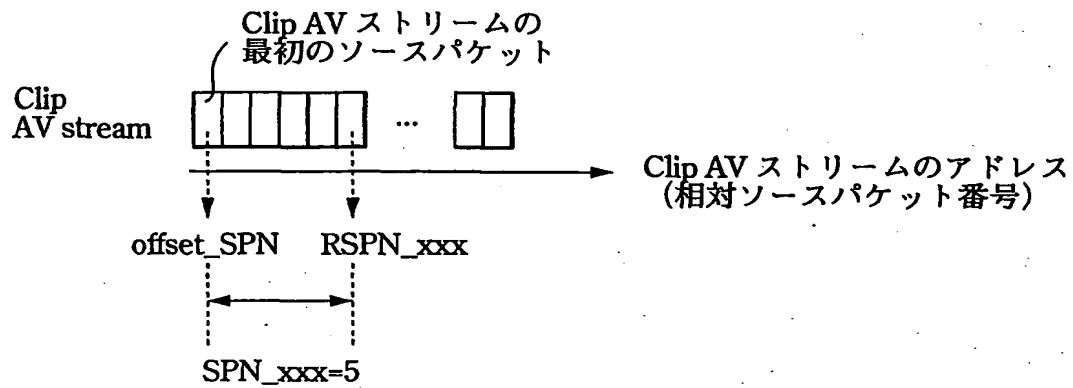 Clip AV ストリームの
最初のソースパケット
Clip
AV stream
...
Clip AV ストリームのアドレス
（相対ソースパケット番号）
offset_SPN RSPN_xxx
SPN_xxx=5